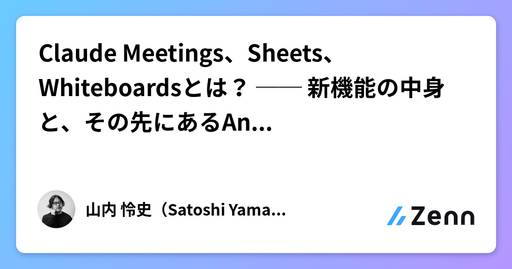 Claude Meetings、Sheets、
Whiteboardsとは？ ── 新機能の中身
と、その先にあるAn...
山内 怜史（Satoshi Yama...
Zenn